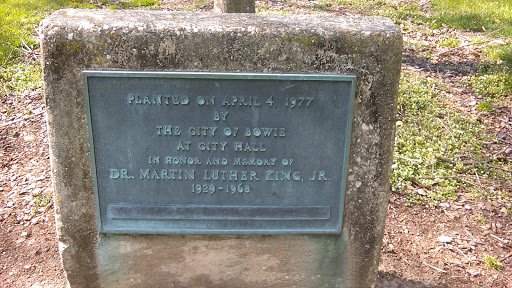 PLANTED ON APRIL 4, 1977
BY
THE CITY OF BOWIE
AT CITY HALL
IN HONOR AND MEMORY OF
DR. MARTIN LUTHER KING, JR.
1929-1968